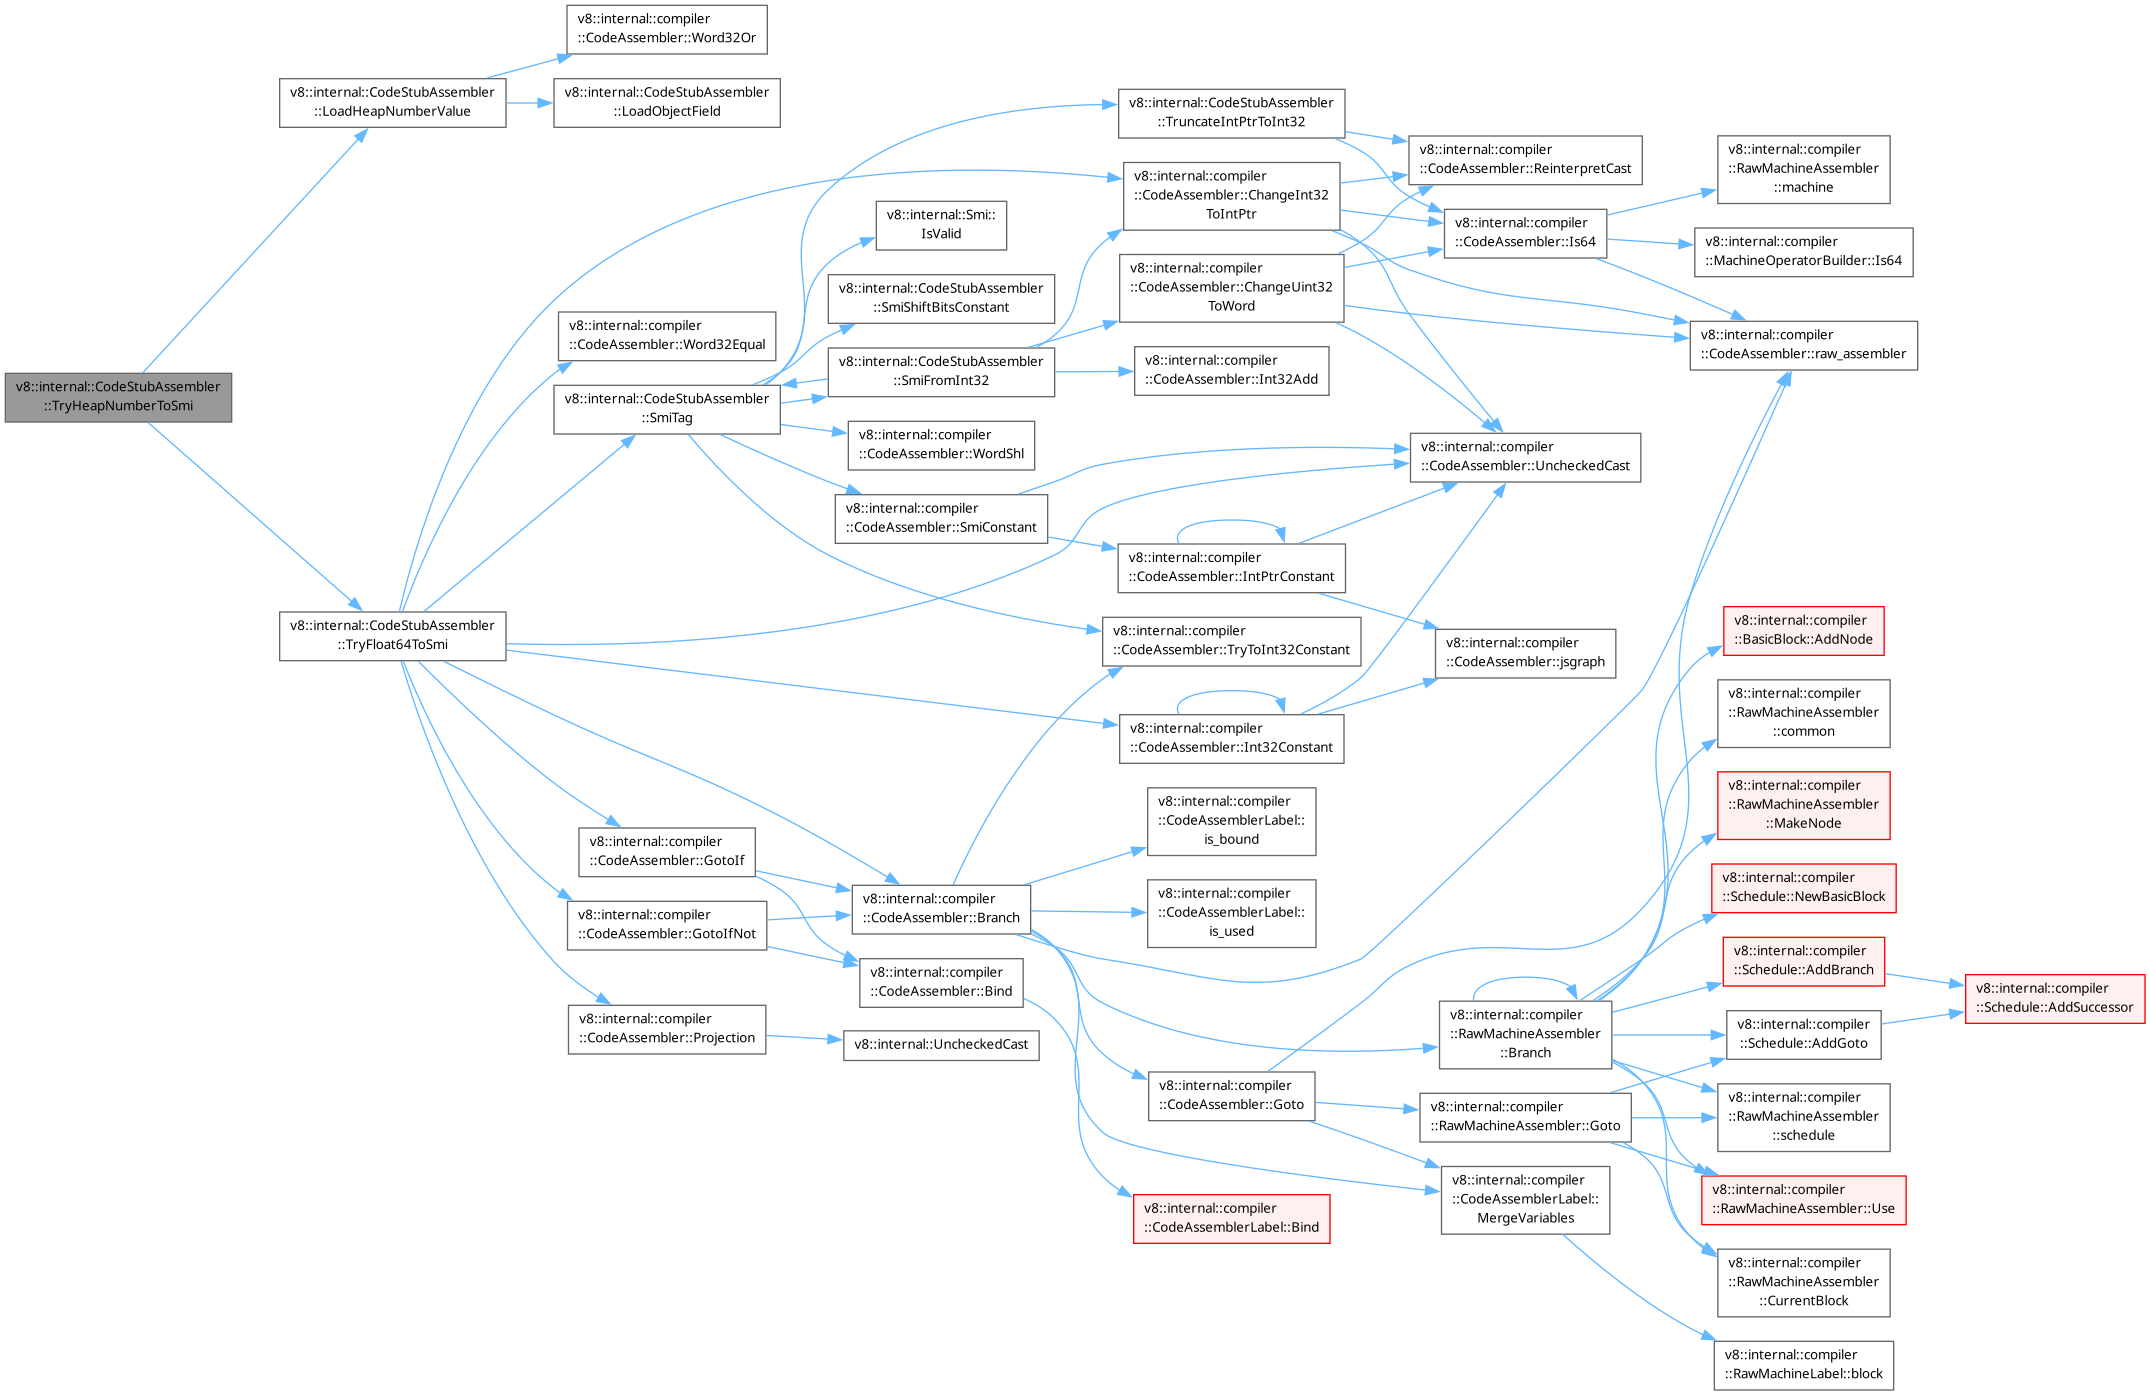 v8::internal::CodeStubAssembler
::TryHeapNumberToSmi
v8::internal::CodeStubAssembler
::LoadHeapNumberValue
v8::internal::CodeStubAssembler
::TryFloat64ToSmi
v8::internal::compiler
::CodeAssembler::Word32Or
v8::internal::CodeStubAssembler
::LoadObjectField
v8::internal::compiler
::CodeAssembler::Word32Equal
v8::internal::CodeStubAssembler
::SmiTag
v8::internal::compiler
::CodeAssembler::GotoIf
v8::internal::compiler
::CodeAssembler::GotoIfNot
v8::internal::compiler
::CodeAssembler::Projection
v8::internal::Smi::
IsValid
v8::internal::CodeStubAssembler
::SmiShiftBitsConstant
v8::internal::CodeStubAssembler
::SmiFromInt32
v8::internal::compiler
::CodeAssembler::WordShl
v8::internal::compiler
::CodeAssembler::SmiConstant
v8::internal::compiler
::CodeAssembler::Branch
v8::internal::compiler
::CodeAssembler::Bind
v8::internal::UncheckedCast
v8::internal::CodeStubAssembler
::TruncateIntPtrToInt32
v8::internal::compiler
::CodeAssembler::ChangeInt32
ToIntPtr
v8::internal::compiler
::CodeAssembler::ChangeUint32
ToWord
v8::internal::compiler
::CodeAssembler::Int32Add
v8::internal::compiler
::CodeAssembler::IntPtrConstant
v8::internal::compiler
::CodeAssembler::TryToInt32Constant
v8::internal::compiler
::CodeAssembler::Int32Constant
v8::internal::compiler
::CodeAssemblerLabel::
is_bound
v8::internal::compiler
::CodeAssemblerLabel::
is_used
v8::internal::compiler
::CodeAssembler::Goto
v8::internal::compiler
::CodeAssemblerLabel::Bind
v8::internal::compiler
::CodeAssembler::ReinterpretCast
v8::internal::compiler
::CodeAssembler::Is64
v8::internal::compiler
::CodeAssembler::UncheckedCast
v8::internal::compiler
::CodeAssembler::jsgraph
v8::internal::compiler
::RawMachineAssembler
::Branch
v8::internal::compiler
::RawMachineAssembler::Goto
v8::internal::compiler
::CodeAssemblerLabel::
MergeVariables
v8::internal::compiler
::RawMachineAssembler
::machine
v8::internal::compiler
::MachineOperatorBuilder::Is64
v8::internal::compiler
::CodeAssembler::raw_assembler
v8::internal::compiler
::BasicBlock::AddNode
v8::internal::compiler
::RawMachineAssembler
::common
v8::internal::compiler
::RawMachineAssembler
::MakeNode
v8::internal::compiler
::Schedule::NewBasicBlock
v8::internal::compiler
::Schedule::AddBranch
v8::internal::compiler
::Schedule::AddGoto
v8::internal::compiler
::RawMachineAssembler
::schedule
v8::internal::compiler
::RawMachineAssembler::Use
v8::internal::compiler
::RawMachineAssembler
::CurrentBlock
v8::internal::compiler
::RawMachineLabel::block
v8::internal::compiler
::Schedule::AddSuccessor